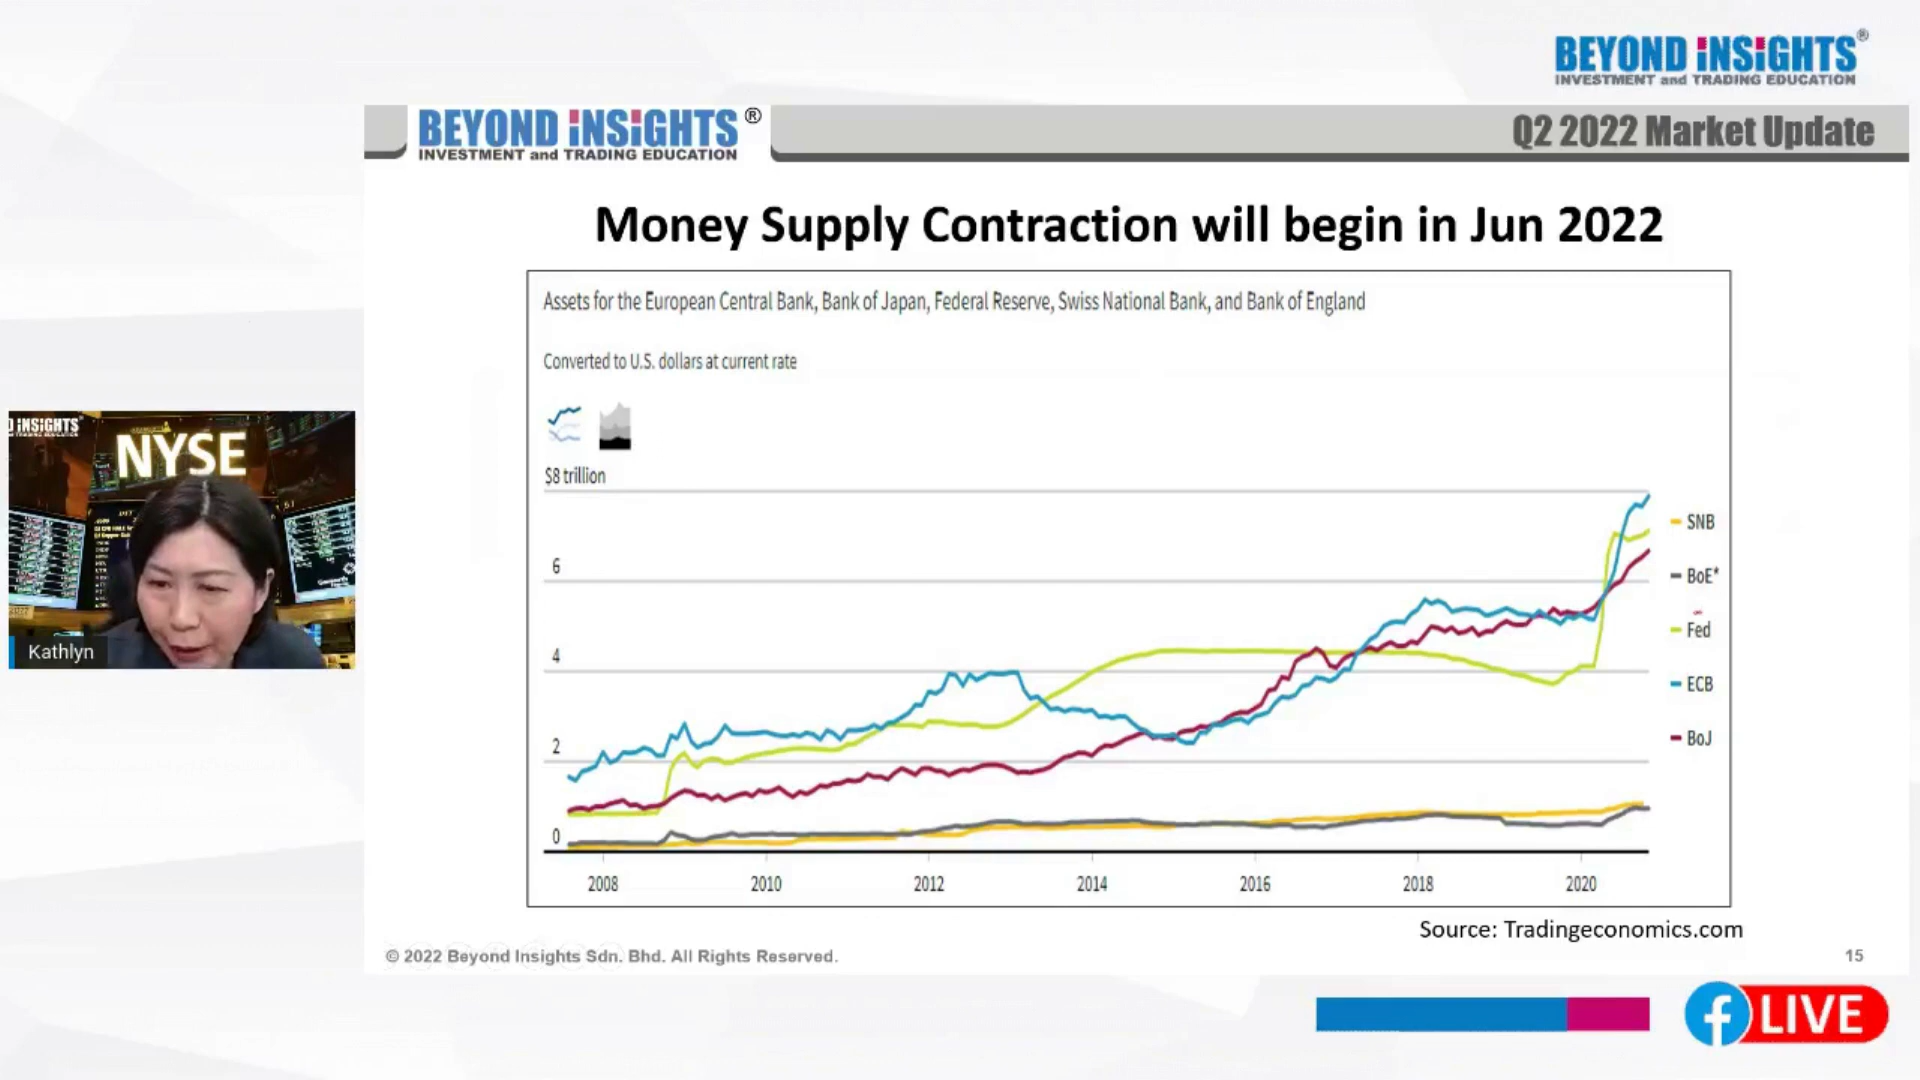 BEYOND iNSiGHTS®
INVESTMENT and TRADING EDUCATION
BEYOND iNSiGHTS ®
INVESTMENT and TRADING EDUCATION
Q2 2022 Market Update
Money Supply Contraction will begin in Jun 2022
Assets for the European Central Bank, Bank of Japan, Federal Reserve, Swiss National Bank, and Bank of England
Converted to U.S. dollars at current rate
$8 trillion
6
4
2
0
2008 2010 2012 2014 2016 2018 2020
SNB
BoE*
Fed
ECB
BoJ
Source: Tradingeconomics.com
© 2022 Beyond Insights Sdn. Bhd. All Rights Reserved.
15
D iNSiGHTS
NYSE
Kathlyn
LIVE